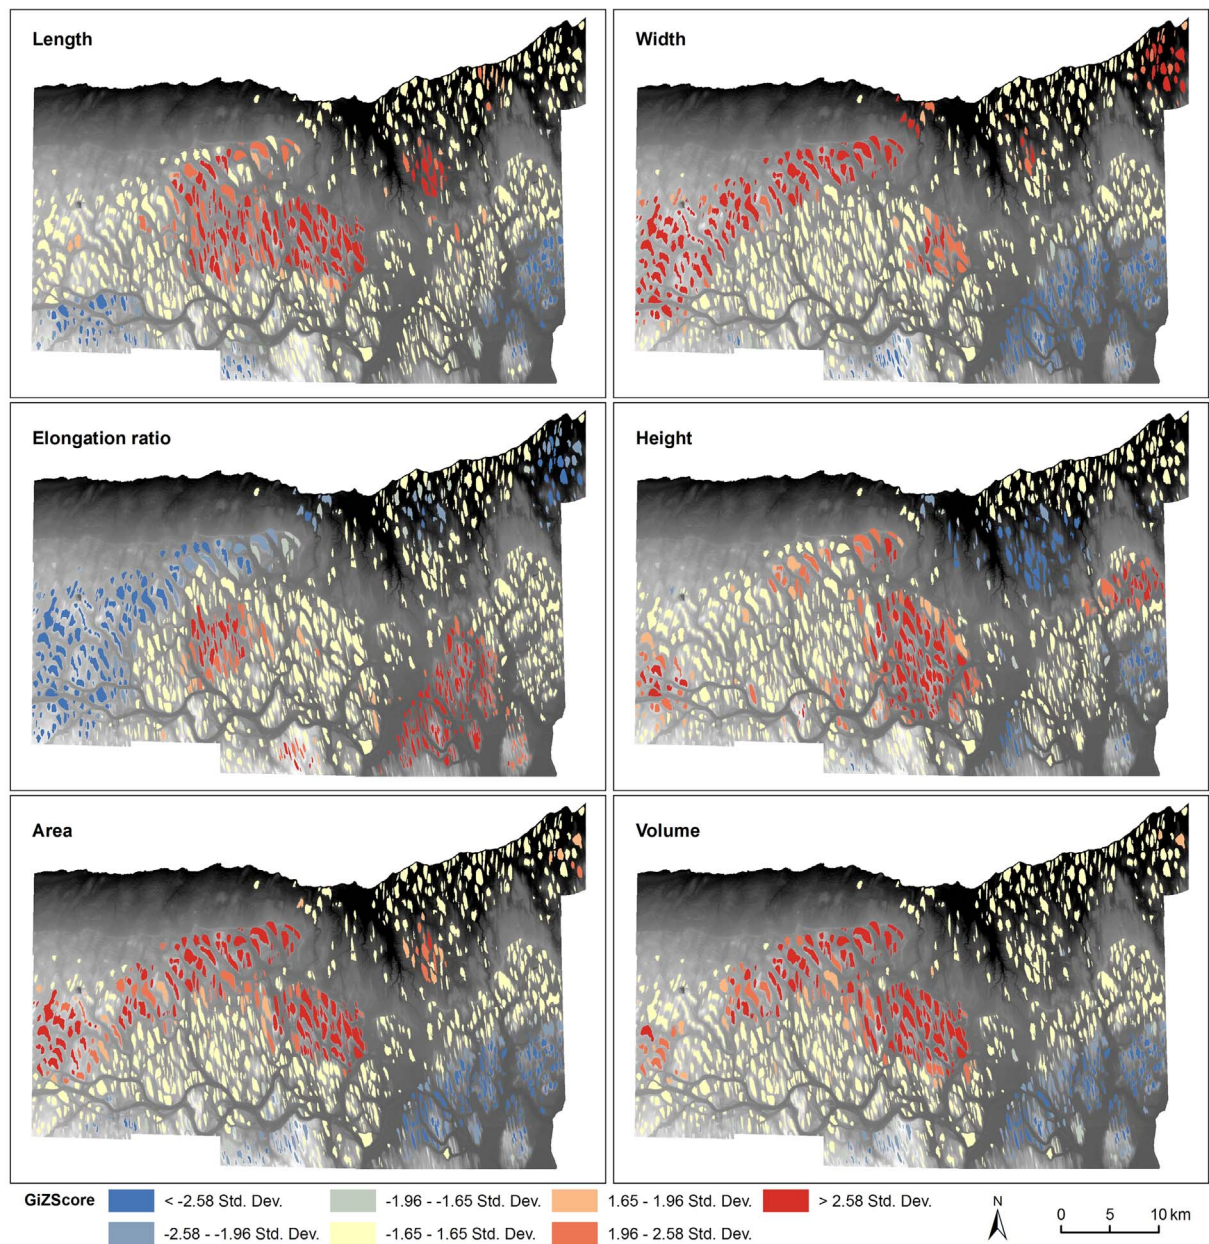 Length
Width
Elongation ratio
Height
Area
Volume
GiZScore
< -2.58 Std. Dev.
-1.96 - -1.65 Std. Dev.
1.65 - 1.96 Std. Dev.
> 2.58 Std. Dev.
-2.58 - -1.96 Std. Dev.
-1.65 - 1.65 Std. Dev.
1.96 - 2.58 Std. Dev.
N
0 5 10 km